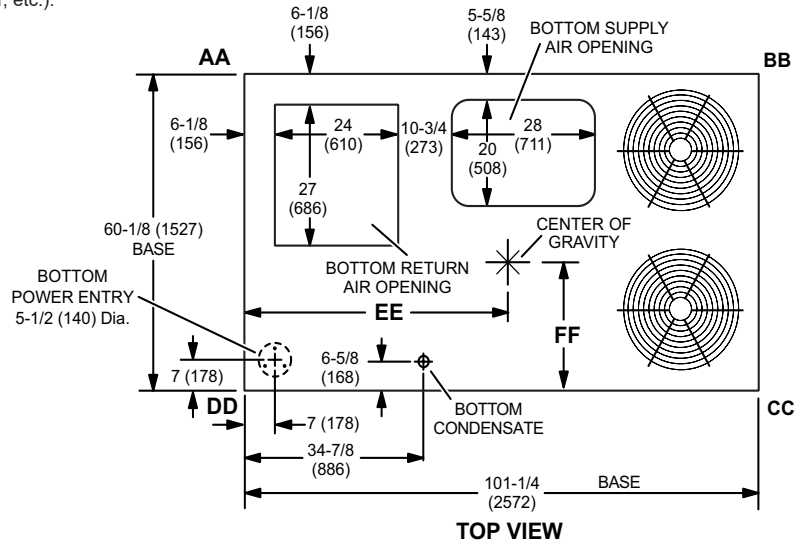 , etc.).
6-1/8
(156)
5-5/8
(143)
BOTTOM SUPPLY
AIR OPENING
AA
BB
6-1/8
(156)
24
(610)
10-3/4
(273)
28
(711)
20
(508)
27
(686)
60-1/8 (1527)
BASE
CENTER OF
GRAVITY
BOTTOM RETURN
AIR OPENING
BOTTOM
POWER ENTRY
5-1/2 (140) Dia.
EE
FF
7 (178)
6-5/8
(168)
DD
7 (178)
BOTTOM
CONDENSATE
CC
34-7/8
(886)
101-1/4
(2572)
BASE
TOP VIEW